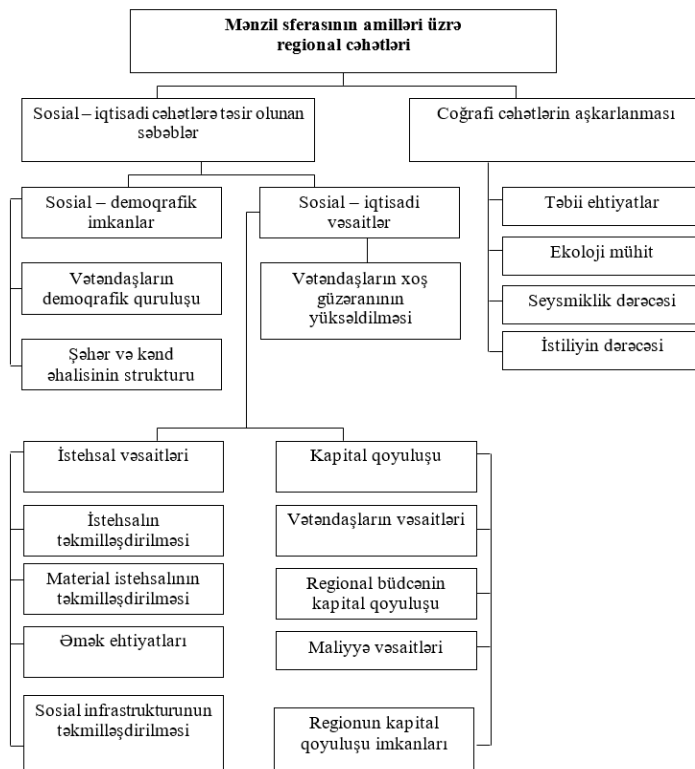 Mənzil sferasının amilləri üzrə
regional cəhətləri
Sosial – iqtisadi cəhətlərə təsir olunan
səbəblər
Coğrafi cəhətlərin aşkarlanması
Sosial – demoqrafik
imkanlar
Sosial – iqtisadi
vəsaitlər
Təbii ehtiyatlar
Ekoloji mühit
Seysmiklik dərəcəsi
İstiliyin dərəcəsi
Vətəndaşların
demoqrafik quruluşu
Vətəndaşların xoş
güzəranının
yüksəldilməsi
Şəhər və kənd
əhalisinin strukturu
İstehsal vəsaitləri
Kapital qoyuluşu
İstehsalın
təkmilləşdirilməsi
Vətəndaşların vəsaitləri
Material istehsalının
təkmilləşdirilməsi
Regional büdcənin
kapital qoyuluşu
Əmək ehtiyatları
Maliyyə vəsaitləri
Sosial infrastrukturunun
təkmilləşdirilməsi
Regionun kapital
qoyuluşu imkanları